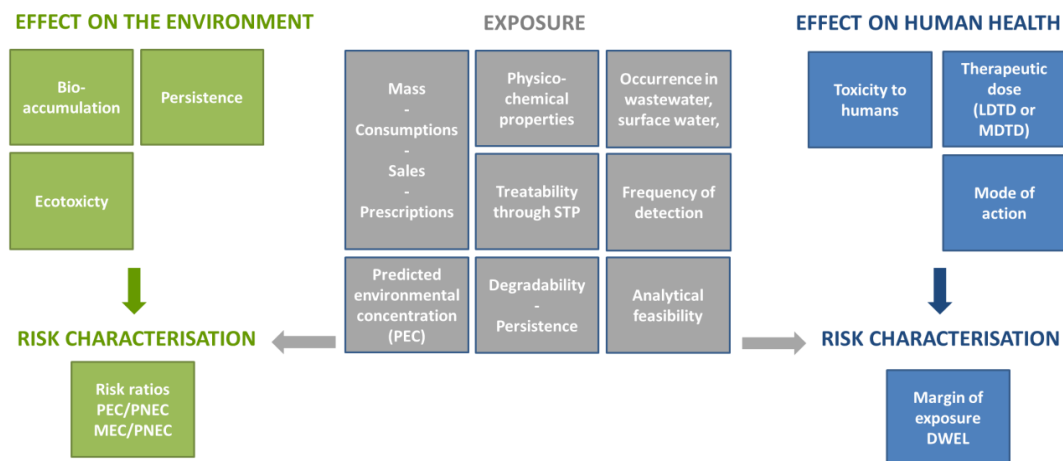 EFFECT ON THE ENVIRONMENT
Bio-
accumulation
Persistence
Ecotoxicty
RISK CHARACTERISATION
Risk ratios
PEC/PNEC
MEC/PNEC
EXPOSURE
Mass
-
Consumptions
-
Sales
-
Prescriptions
Physico-
chemical
properties
Occurrence in
wastewater,
surface water,
Treatability
through STP
Frequency of
detection
Predicted
environmental
concentration
(PEC)
Degradability
-
Persistence
Analytical
feasibility
EFFECT ON HUMAN HEALTH
Toxicity to
humans
Therapeutic
dose
(LDTD or
MDTD)
Mode of
action
RISK CHARACTERISATION
Margin of
exposure
DWEL